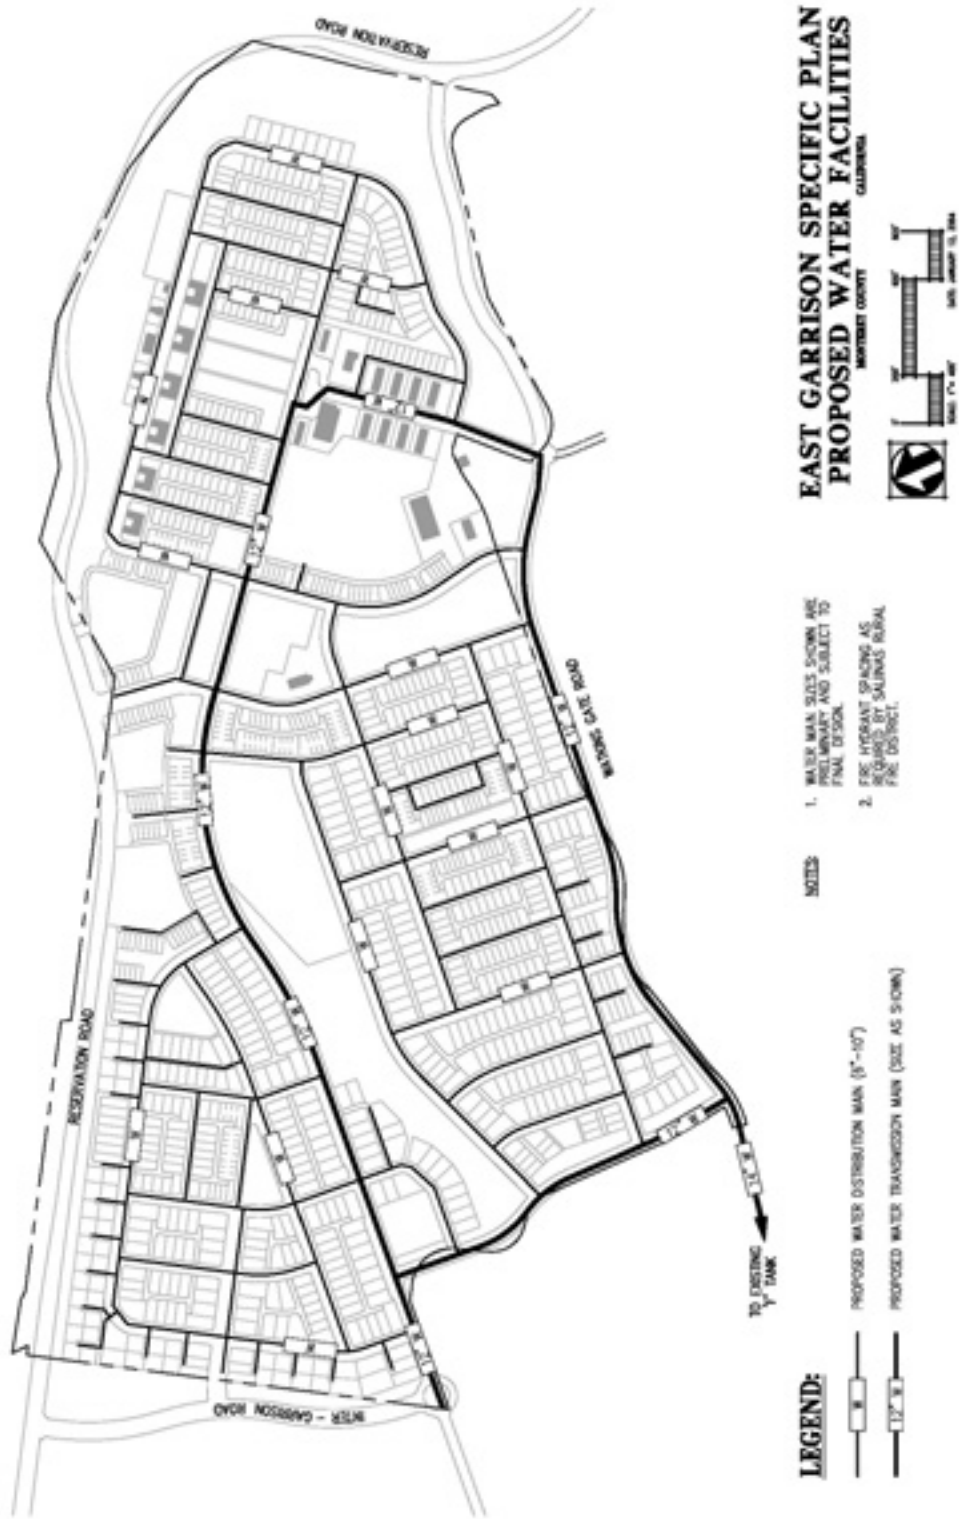 EAST GARRISON SPECIFIC PLAN
PROPOSED WATER FACILITIES
MONTEREY COUNTY
CALIFORNIA
RESERVATION ROAD
RESERVATION ROAD
WATKINS GATE ROAD
INTER - GARRISON ROAD
TO EXISTING
TANK
NOTES:
1. WATER MAIN SIZES SHOWN ARE
PRELIMINARY AND SUBJECT TO
FINAL DESIGN.
2. FIRE HYDRANT SPACING AS
REQUIRED BY SALINAS RURAL
FIRE DISTRICT.
LEGEND:
W
PROPOSED WATER DISTRIBUTION MAIN (6"-10")
12" W
PROPOSED WATER TRANSMISSION MAIN (SIZE AS SHOWN)